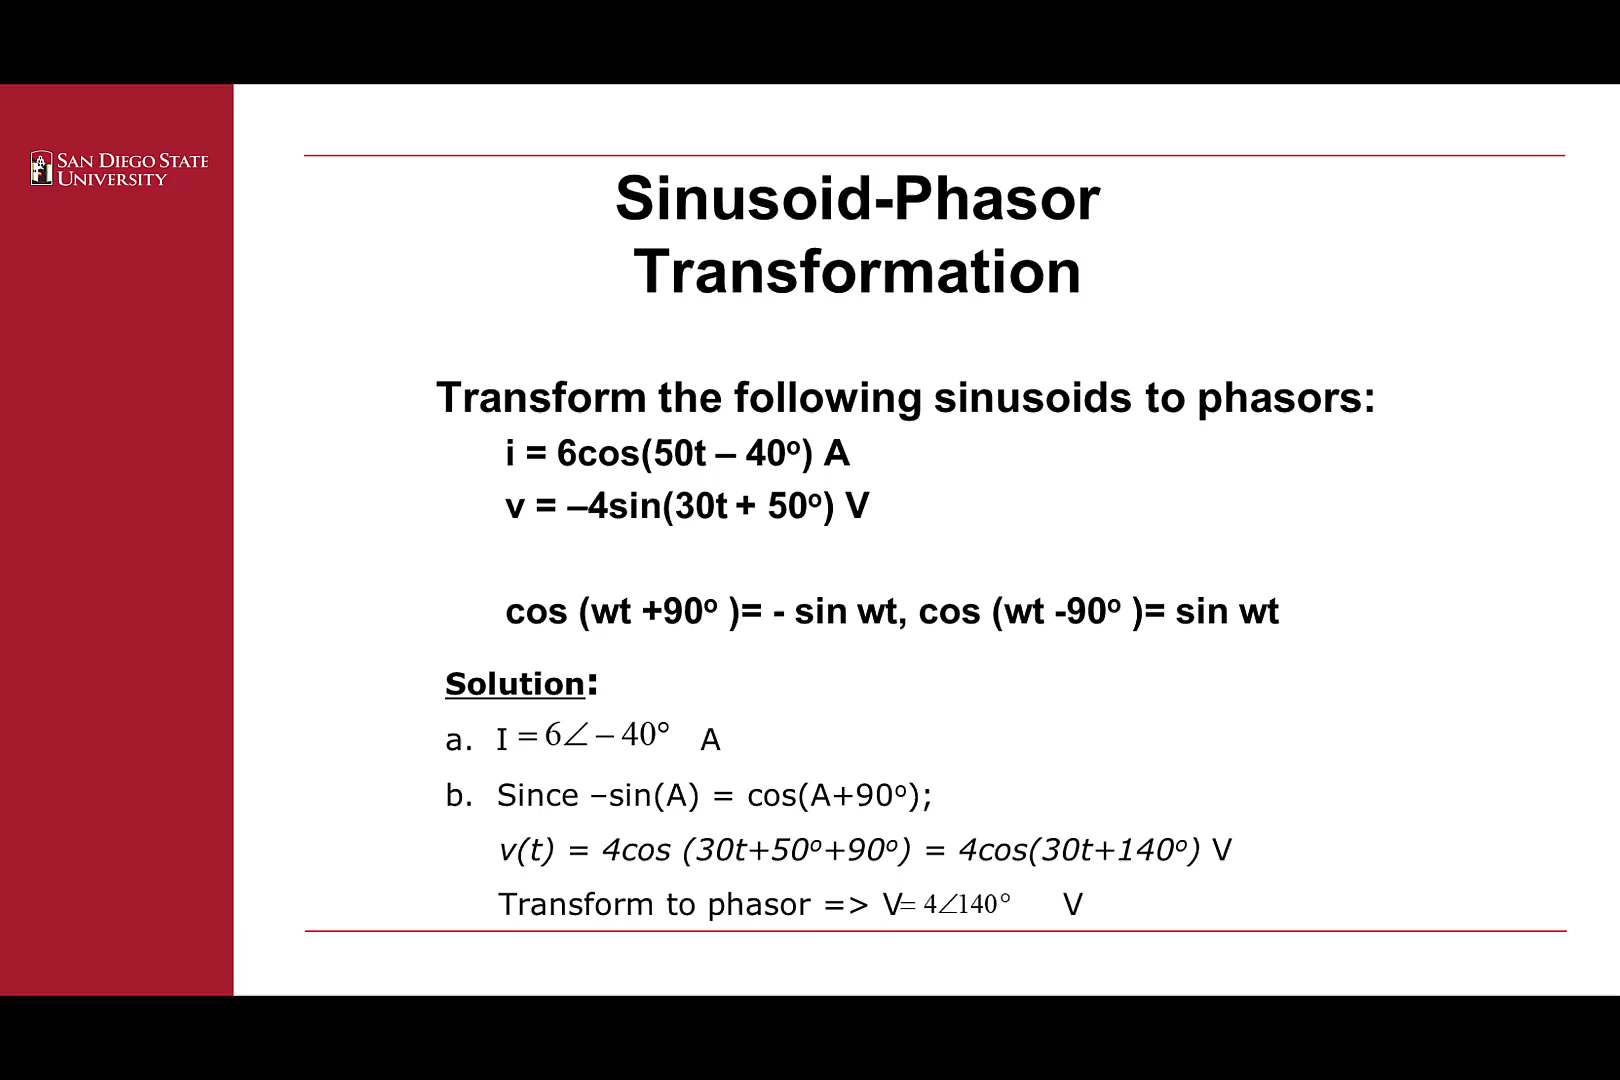 SAN DIEGO STATE
UNIVERSITY
Sinusoid-Phasor
Transformation
Transform the following sinusoids to phasors:
i = 6cos(50t – 40º) A
v = –4sin(30t + 50º) V
cos (wt +90º )= - sin wt, cos (wt -90º )= sin wt
Solution:
a. I = 6∠ – 40° A
b. Since –sin(A) = cos(A+90º);
v(t) = 4cos (30t+50º+90º) = 4cos(30t+140º) V
Transform to phasor => V= 4∠140° V